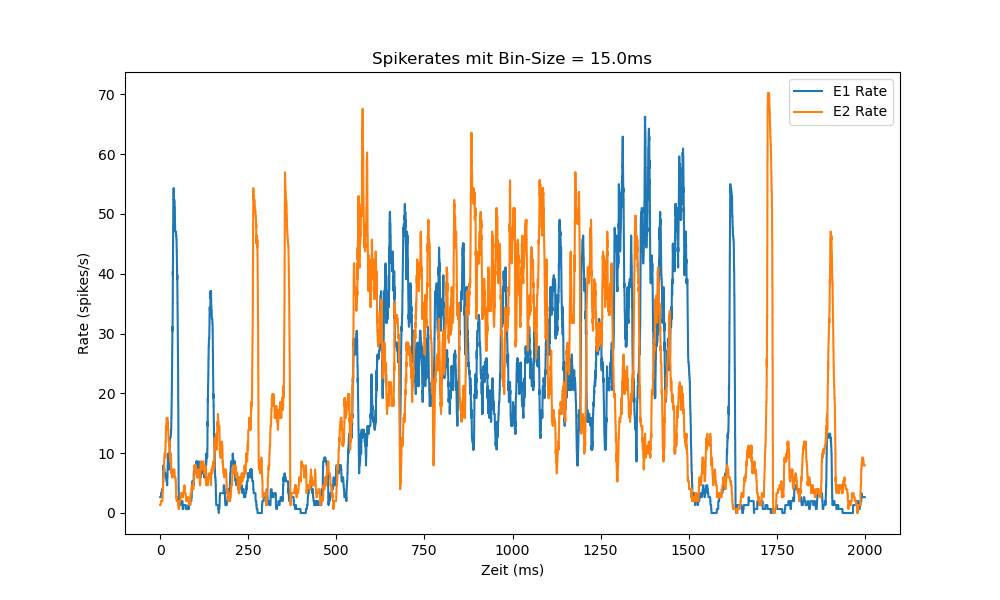 Spikerates mit Bin-Size = 15.0ms
E1 Rate
E2 Rate
Rate (spikes/s)
70
60
50
40
30
20
10
0
0 250 500 750 1000 1250 1500 1750 2000
Zeit (ms)